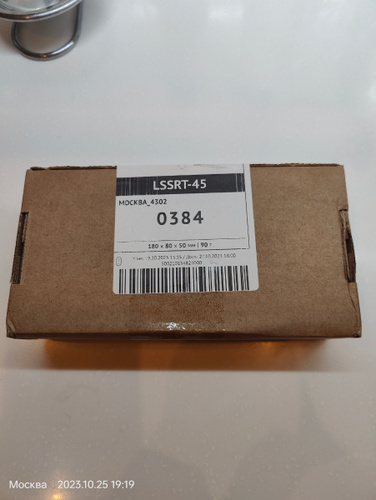 LSSRT-45
МОСКВА_4302
0384
180 x 80 x 50 мм | 90 г
Москва 2023.10.25 19:19